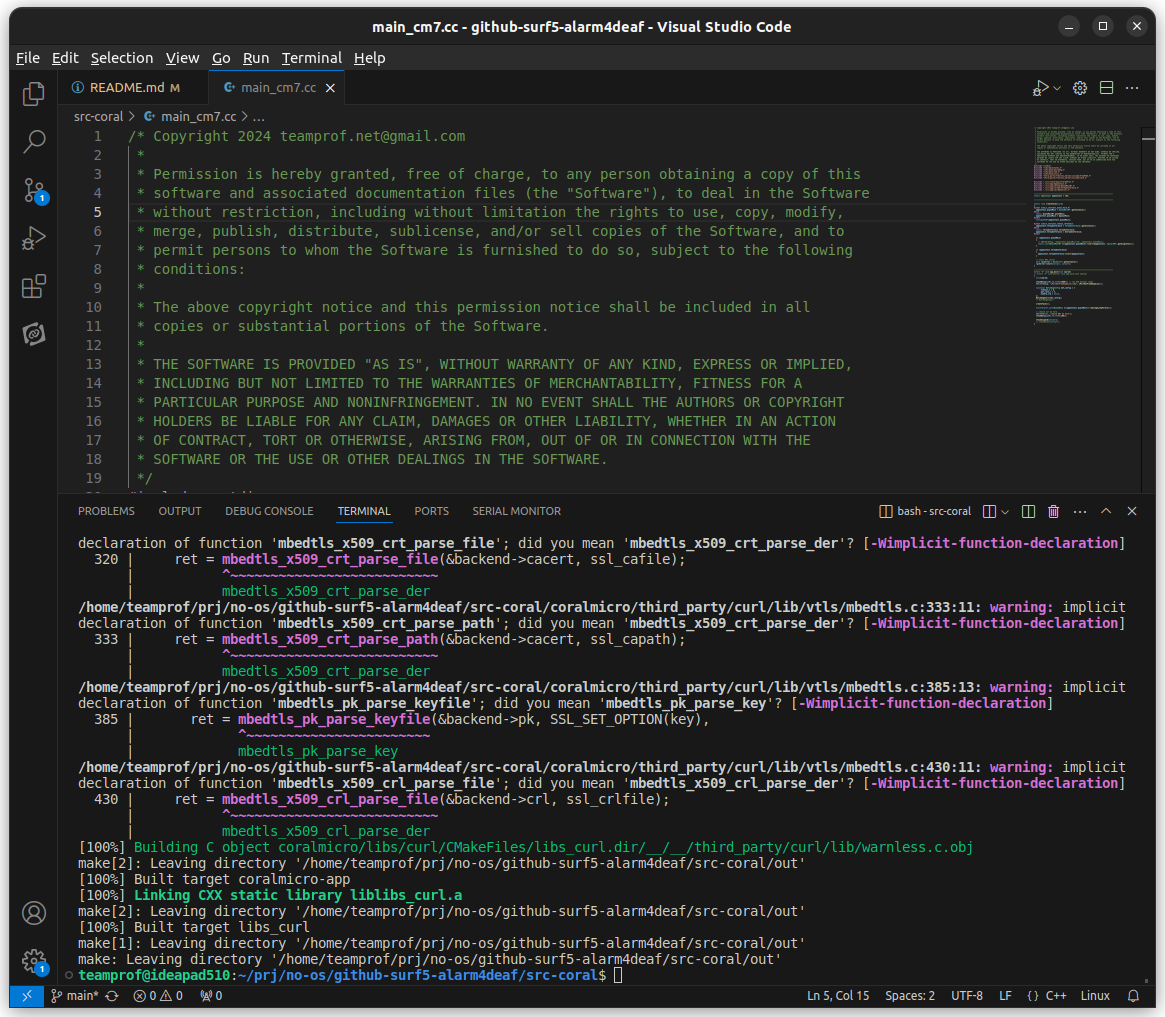 main_cm7.cc - github-surf5-alarm4deaf - Visual Studio Code
File Edit Selection View Go Run Terminal Help
README.md M
main_cm7.cc
src-coral > main_cm7.cc > ...
1 /* Copyright 2024 teamprof.net@gmail.com
2 *
3 * Permission is hereby granted, free of charge, to any person obtaining a copy of this
4 * software and associated documentation files (the "Software"), to deal in the Software
5 * without restriction, including without limitation the rights to use, copy, modify,
6 * merge, publish, distribute, sublicense, and/or sell copies of the Software, and to
7 * permit persons to whom the Software is furnished to do so, subject to the following
8 * conditions:
9 *
10 * The above copyright notice and this permission notice shall be included in all
11 * copies or substantial portions of the Software.
12 *
13 * THE SOFTWARE IS PROVIDED "AS IS", WITHOUT WARRANTY OF ANY KIND, EXPRESS OR IMPLIED,
14 * INCLUDING BUT NOT LIMITED TO THE WARRANTIES OF MERCHANTABILITY, FITNESS FOR A
15 * PARTICULAR PURPOSE AND NONINFRINGEMENT. IN NO EVENT SHALL THE AUTHORS OR COPYRIGHT
16 * HOLDERS BE LIABLE FOR ANY CLAIM, DAMAGES OR OTHER LIABILITY, WHETHER IN AN ACTION
17 * OF CONTRACT, TORT OR OTHERWISE, ARISING FROM, OUT OF OR IN CONNECTION WITH THE
18 * SOFTWARE OR THE USE OR OTHER DEALINGS IN THE SOFTWARE.
19 */
PROBLEMS OUTPUT DEBUG CONSOLE TERMINAL PORTS SERIAL MONITOR bash - src-coral
declaration of function 'mbedtls_x509_crt_parse_file'; did you mean 'mbedtls_x509_crt_parse_der'? [-Wimplicit-function-declaration]
320 |     ret = mbedtls_x509_crt_parse_file(&backend->cacert, ssl_cafile);
|           ^~~~~~~~~~~~~~~~~~~~~~~~~~~
|           mbedtls_x509_crt_parse_der
/home/teamprof/prj/no-os/github-surf5-alarm4deaf/src-coral/coralmicro/third_party/curl/lib/vtls/mbedtls.c:333:11: warning: implicit
declaration of function 'mbedtls_x509_crt_parse_path'; did you mean 'mbedtls_x509_crt_parse_der'? [-Wimplicit-function-declaration]
333 |     ret = mbedtls_x509_crt_parse_path(&backend->cacert, ssl_capath);
|           ^~~~~~~~~~~~~~~~~~~~~~~~~~~
|           mbedtls_x509_crt_parse_der
/home/teamprof/prj/no-os/github-surf5-alarm4deaf/src-coral/coralmicro/third_party/curl/lib/vtls/mbedtls.c:385:13: warning: implicit
declaration of function 'mbedtls_pk_parse_keyfile'; did you mean 'mbedtls_pk_parse_key'? [-Wimplicit-function-declaration]
385 |       ret = mbedtls_pk_parse_keyfile(&backend->pk, SSL_SET_OPTION(key),
|             ^~~~~~~~~~~~~~~~~~~~~~~~
|             mbedtls_pk_parse_key
/home/teamprof/prj/no-os/github-surf5-alarm4deaf/src-coral/coralmicro/third_party/curl/lib/vtls/mbedtls.c:430:11: warning: implicit
declaration of function 'mbedtls_x509_crl_parse_file'; did you mean 'mbedtls_x509_crl_parse_der'? [-Wimplicit-function-declaration]
430 |     ret = mbedtls_x509_crl_parse_file(&backend->crl, ssl_crlfile);
|           ^~~~~~~~~~~~~~~~~~~~~~~~~~~
|           mbedtls_x509_crl_parse_der
[100%] Building C object coralmicro/libs/curl/CMakeFiles/libs_curl.dir/__/__/third_party/curl/lib/warnless.c.obj
make[2]: Leaving directory '/home/teamprof/prj/no-os/github-surf5-alarm4deaf/src-coral/out'
[100%] Built target coralmicro-app
[100%] Linking CXX static library liblibs_curl.a
make[2]: Leaving directory '/home/teamprof/prj/no-os/github-surf5-alarm4deaf/src-coral/out'
[100%] Built target libs_curl
make[1]: Leaving directory '/home/teamprof/prj/no-os/github-surf5-alarm4deaf/src-coral/out'
make: Leaving directory '/home/teamprof/prj/no-os/github-surf5-alarm4deaf/src-coral/out'
teamprof@ideapad510:~/prj/no-os/github-surf5-alarm4deaf/src-coral$
main* 0 0 0 Ln 5, Col 15 Spaces: 2 UTF-8 LF {} C++ Linux